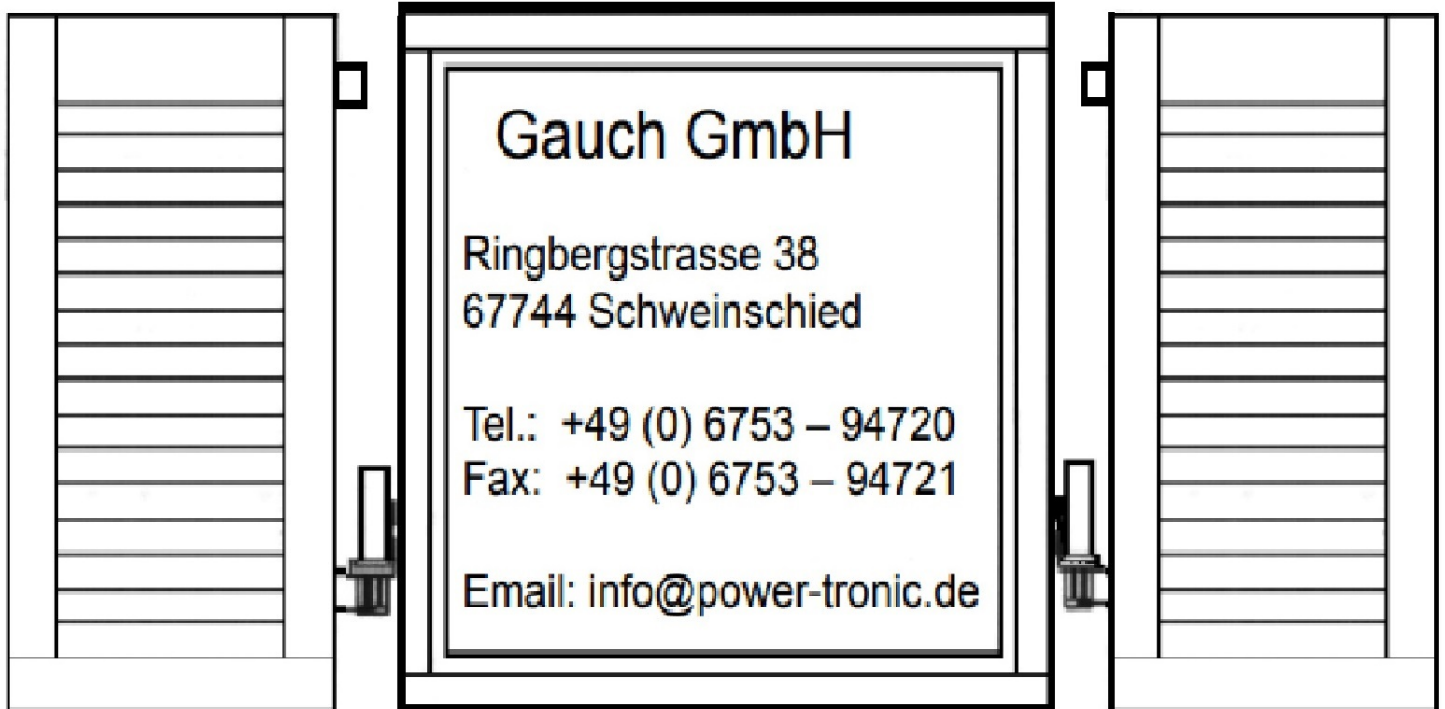 Gauch GmbH
Ringbergstrasse 38
67744 Schweinschied
Tel.: +49 (0) 6753 – 94720
Fax: +49 (0) 6753 – 94721
Email: info@power-tronic.de